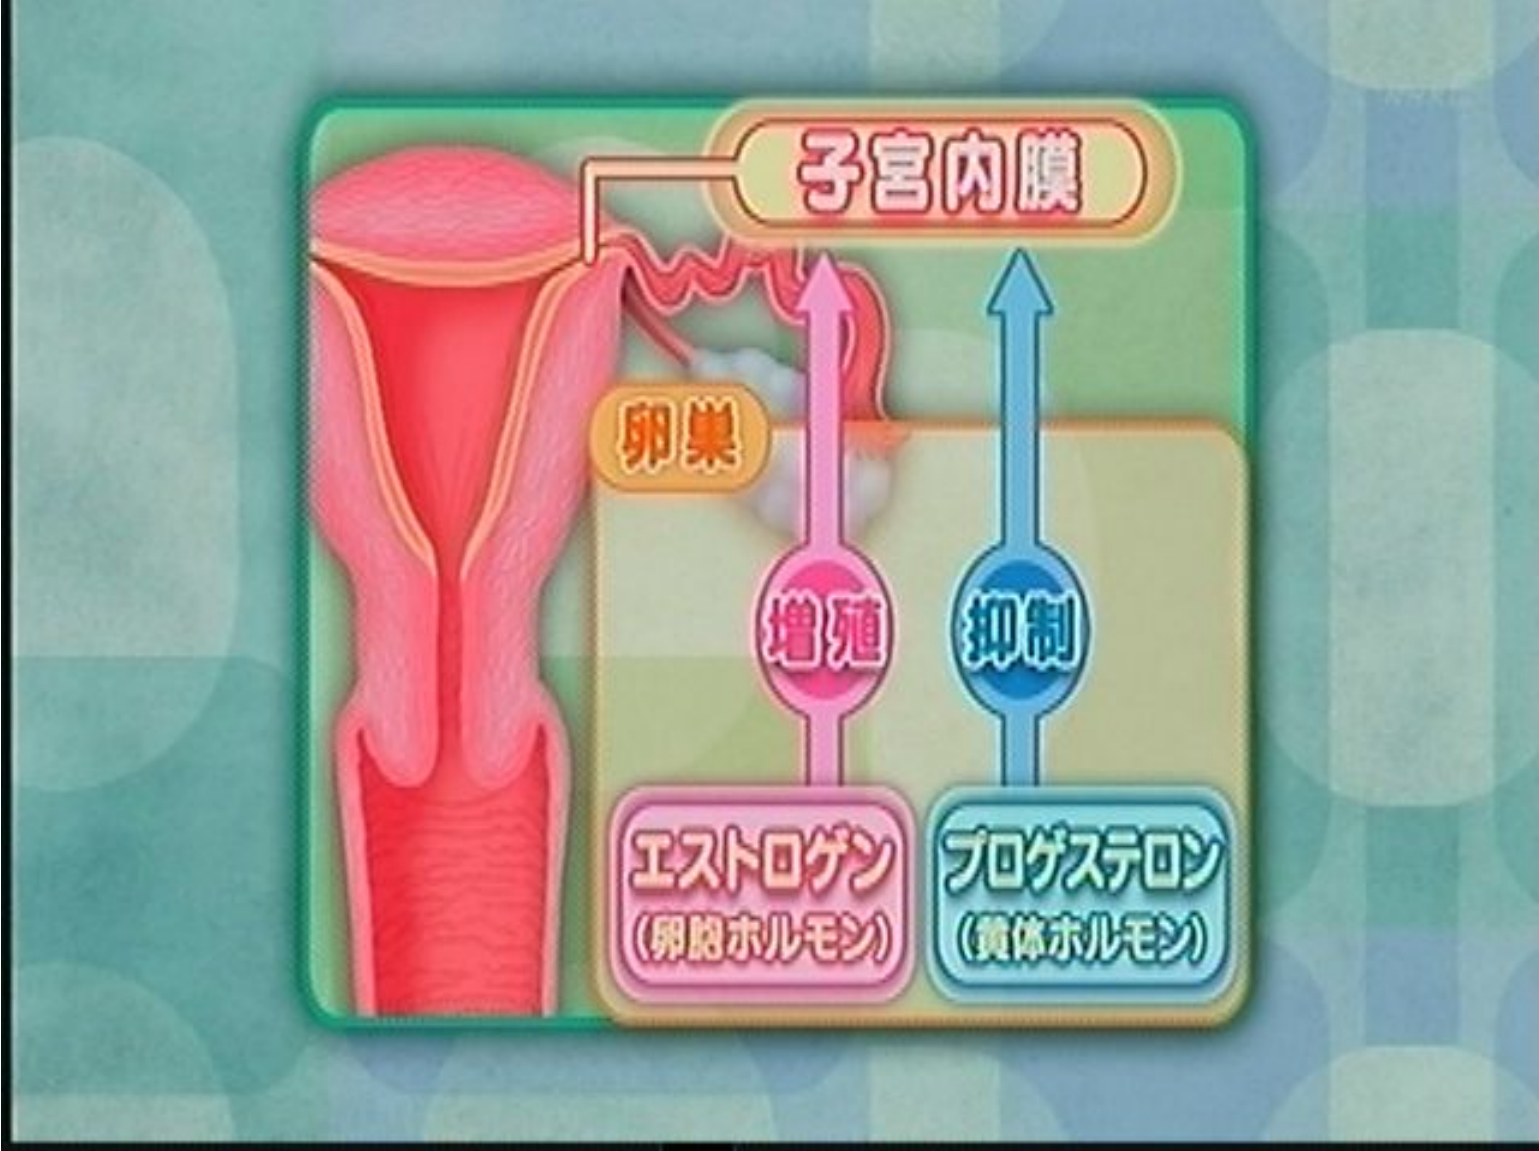 子宮内膜
卵巣
増殖
抑制
エストロゲン
(卵胞ホルモン)
プロゲステロン
(黄体ホルモン)